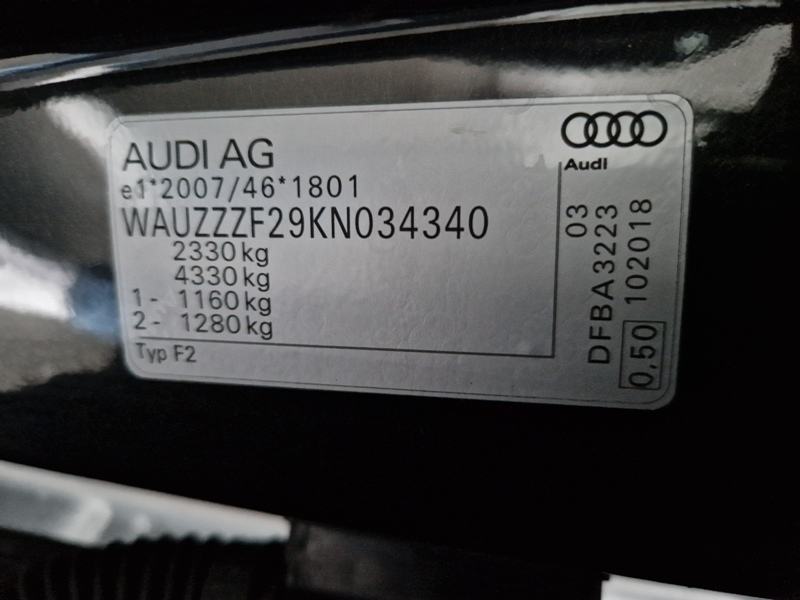 AUDI AG
e1*2007/46*1801
WAUZZZF29KN034340
2330 kg
4330 kg
1 - 1160 kg
2 - 1280 kg
Typ F2
Audi
03
DFBA3223
0,50 102018